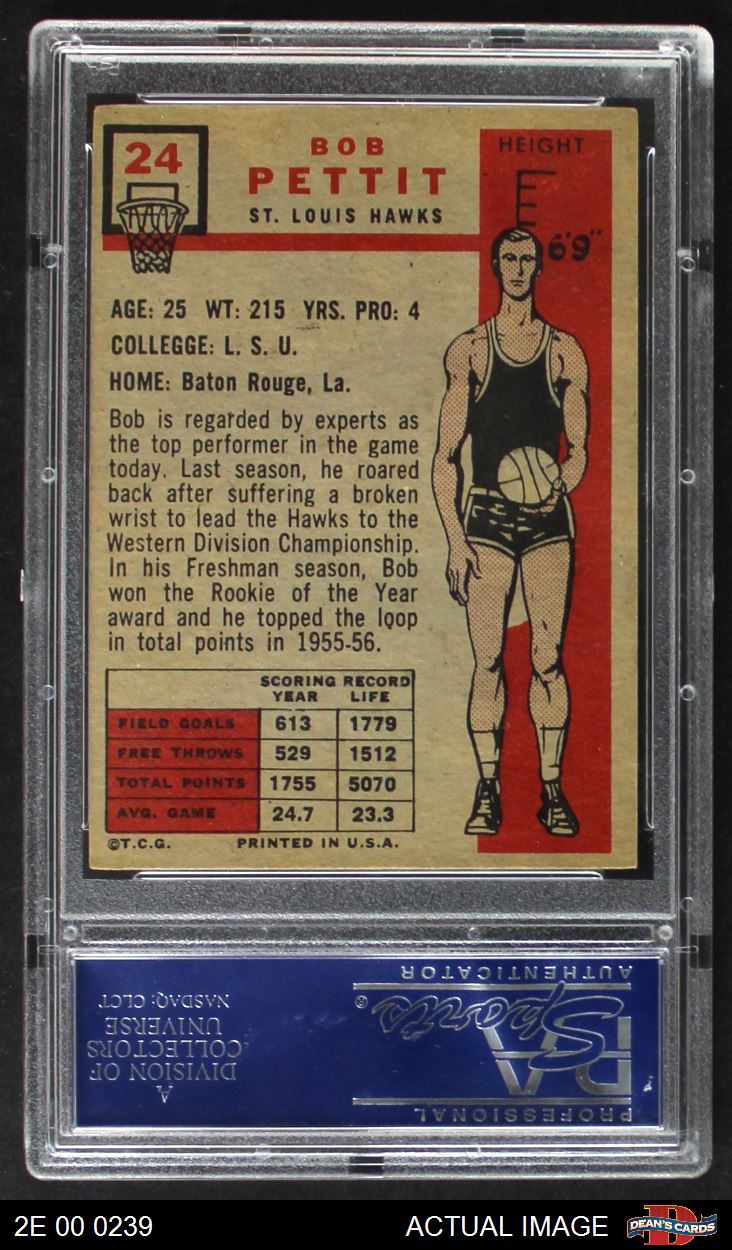 24
BOB
PETTIT
ST. LOUIS HAWKS
HEIGHT
6'9"
AGE: 25 WT: 215 YRS. PRO: 4
COLLEGGE: L. S. U.
HOME: Baton Rouge, La.
Bob is regarded by experts as
the top performer in the game
today. Last season, he roared
back after suffering a broken
wrist to lead the Hawks to the
Western Division Championship.
In his Freshman season, Bob
won the Rookie of the Year
award and he topped the loop
in total points in 1955-56.
SCORING RECORD
YEAR LIFE
FIELD GOALS 613 1779
FREE THROWS 529 1512
TOTAL POINTS 1755 5070
AVG. GAME 24.7 23.3
©T.C.G. PRINTED IN U.S.A.
PROFESSIONAL
PSA
Sports®
AUTHENTICATOR
A
DIVISION OF
COLLECTORS
UNIVERSE
NASDAQ: CLCT.
2E 00 0239
ACTUAL IMAGE
DEAN'S CARDS